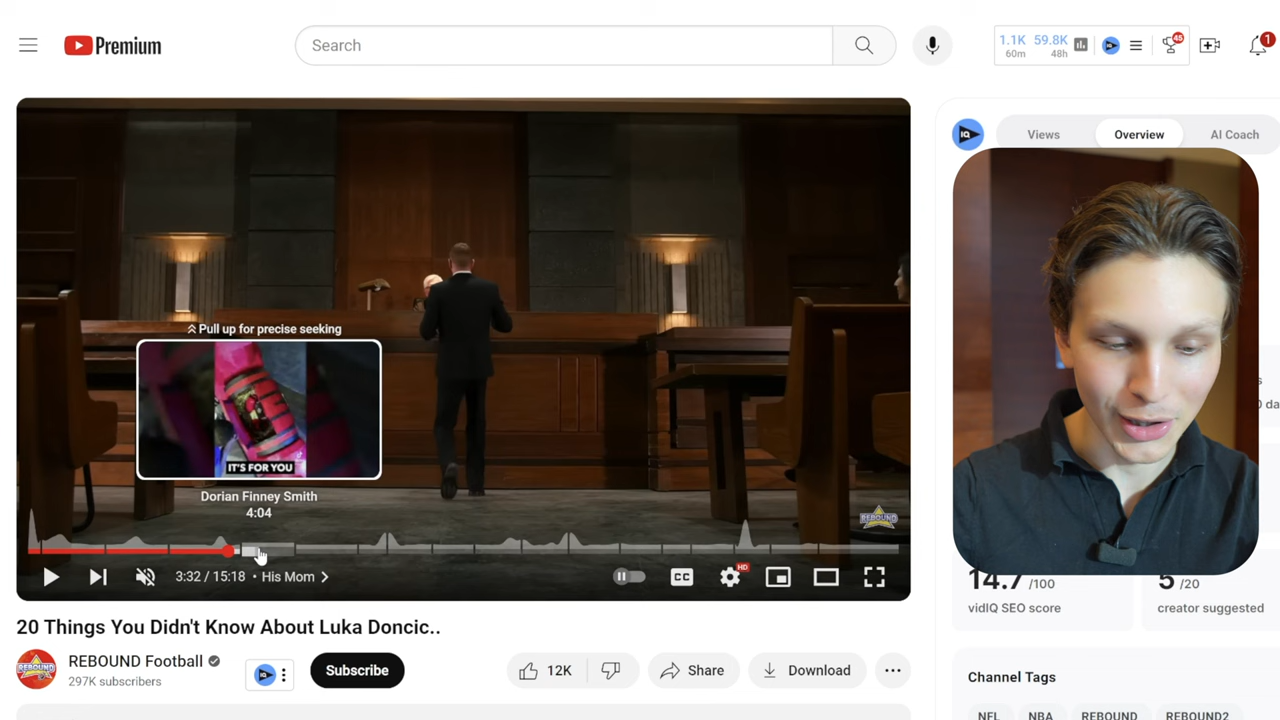 Premium
Search
1.1K 59.8K
60m 48h
45
1
IQ
Views
Overview
AI Coach
Pull up for precise seeking
IT'S FOR YOU
Dorian Finney Smith
4:04
REBOUND
3:32 / 15:18 • His Mom
CC
HD
14.7 /100
5 /20
vidIQ SEO score
creator suggested
20 Things You Didn't Know About Luka Doncic..
REBOUND Football
297K subscribers
Subscribe
12K
Share
Download
Channel Tags
NFL
NBA
REBOUND
REBOUND2